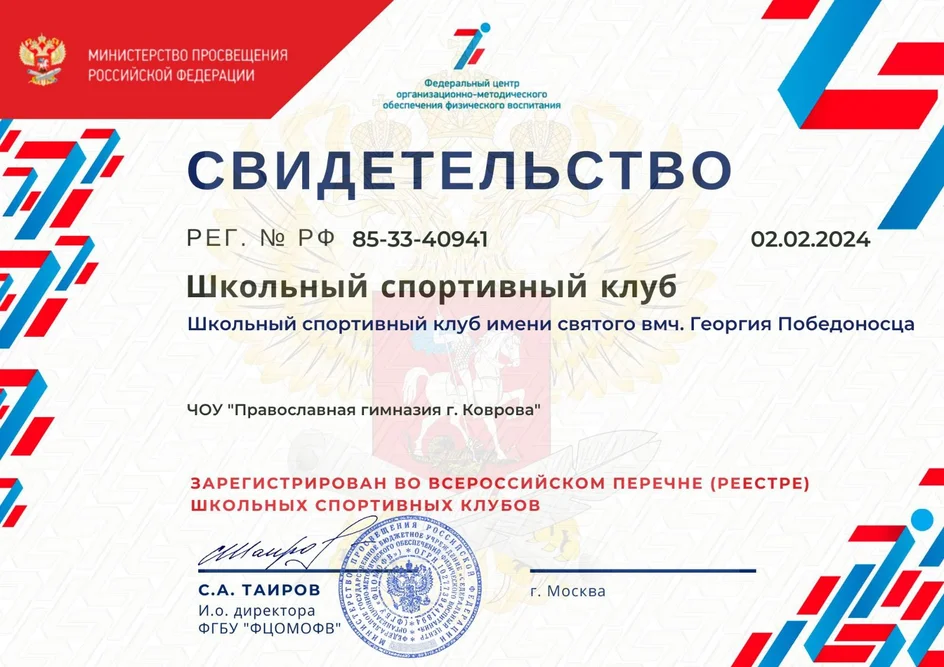 МИНИСТЕРСТВО ПРОСВЕЩЕНИЯ
РОССИЙСКОЙ ФЕДЕРАЦИИ
Федеральный центр
организационно-методического
обеспечения физического воспитания
СВИДЕТЕЛЬСТВО
РЕГ. № РФ 85-33-40941
02.02.2024
Школьный спортивный клуб
Школьный спортивный клуб имени святого вмч. Георгия Победоносца
ЧОУ "Православная гимназия г. Коврова"
ЗАРЕГИСТРИРОВАН ВО ВСЕРОССИЙСКОМ ПЕРЕЧНЕ (РЕЕСТРЕ)
ШКОЛЬНЫХ СПОРТИВНЫХ КЛУБОВ
С.А. ТАИРОВ
И.о. директора
ФГБУ "ФЦОМОФВ"
г. Москва